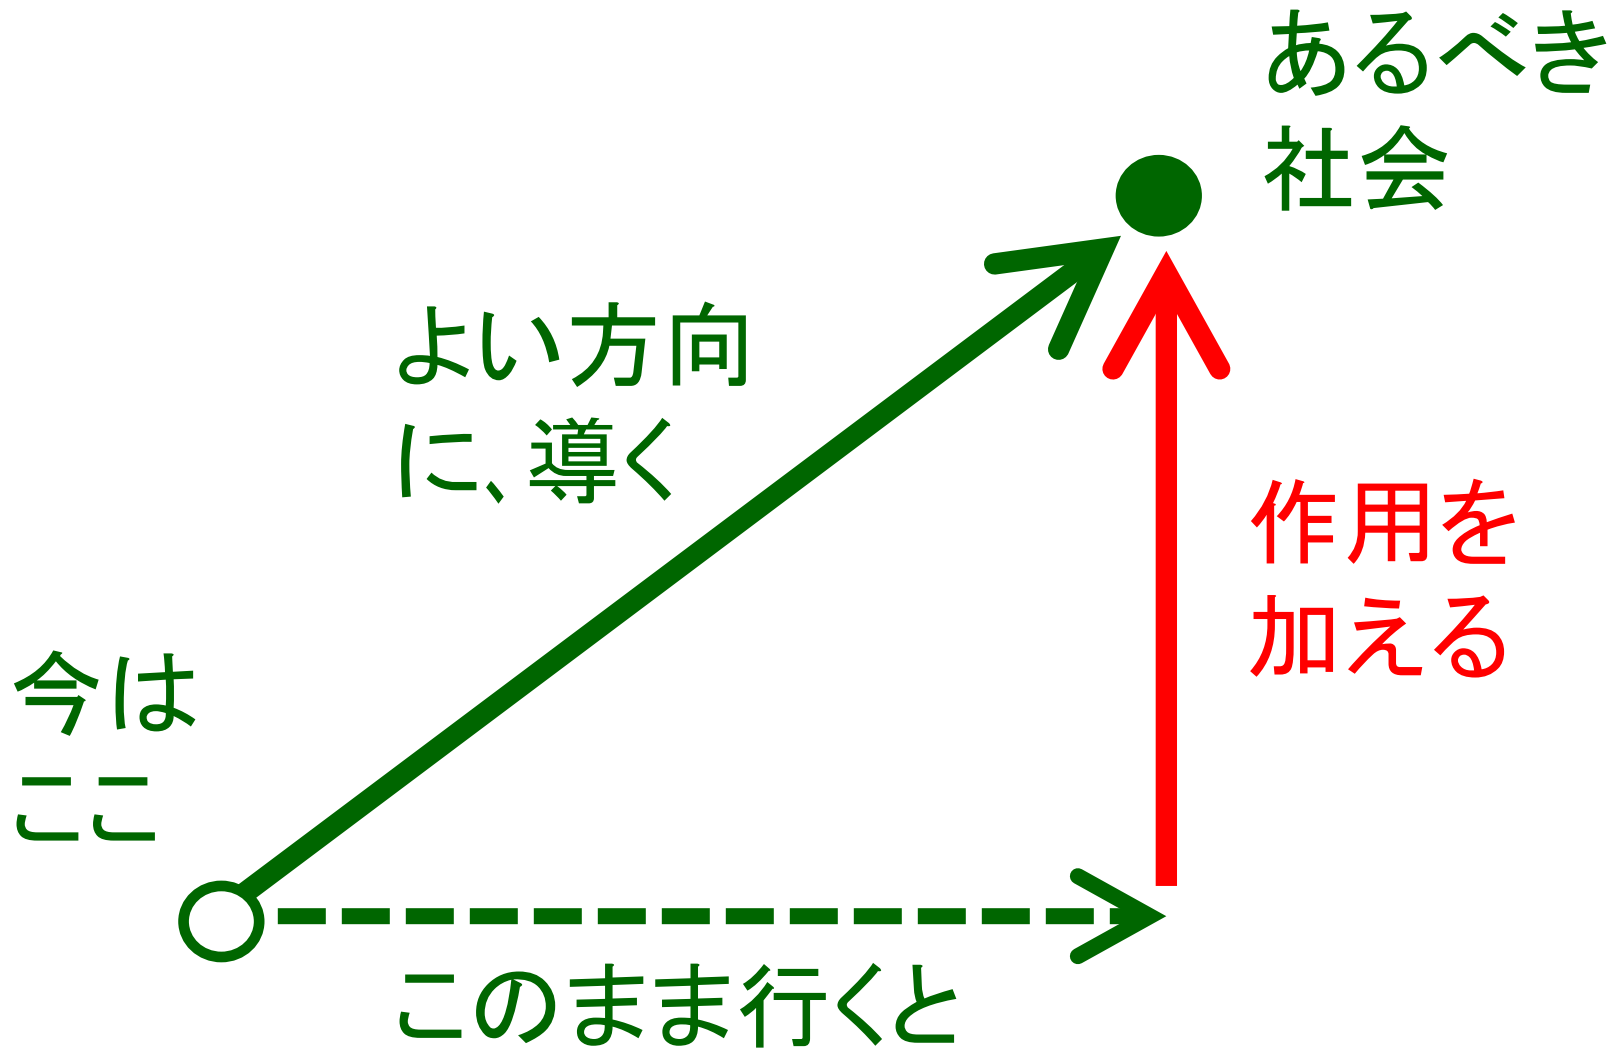 あるべき
社会
よい方向
に、導く
作用を
加える
今は
ここ
このまま行くと